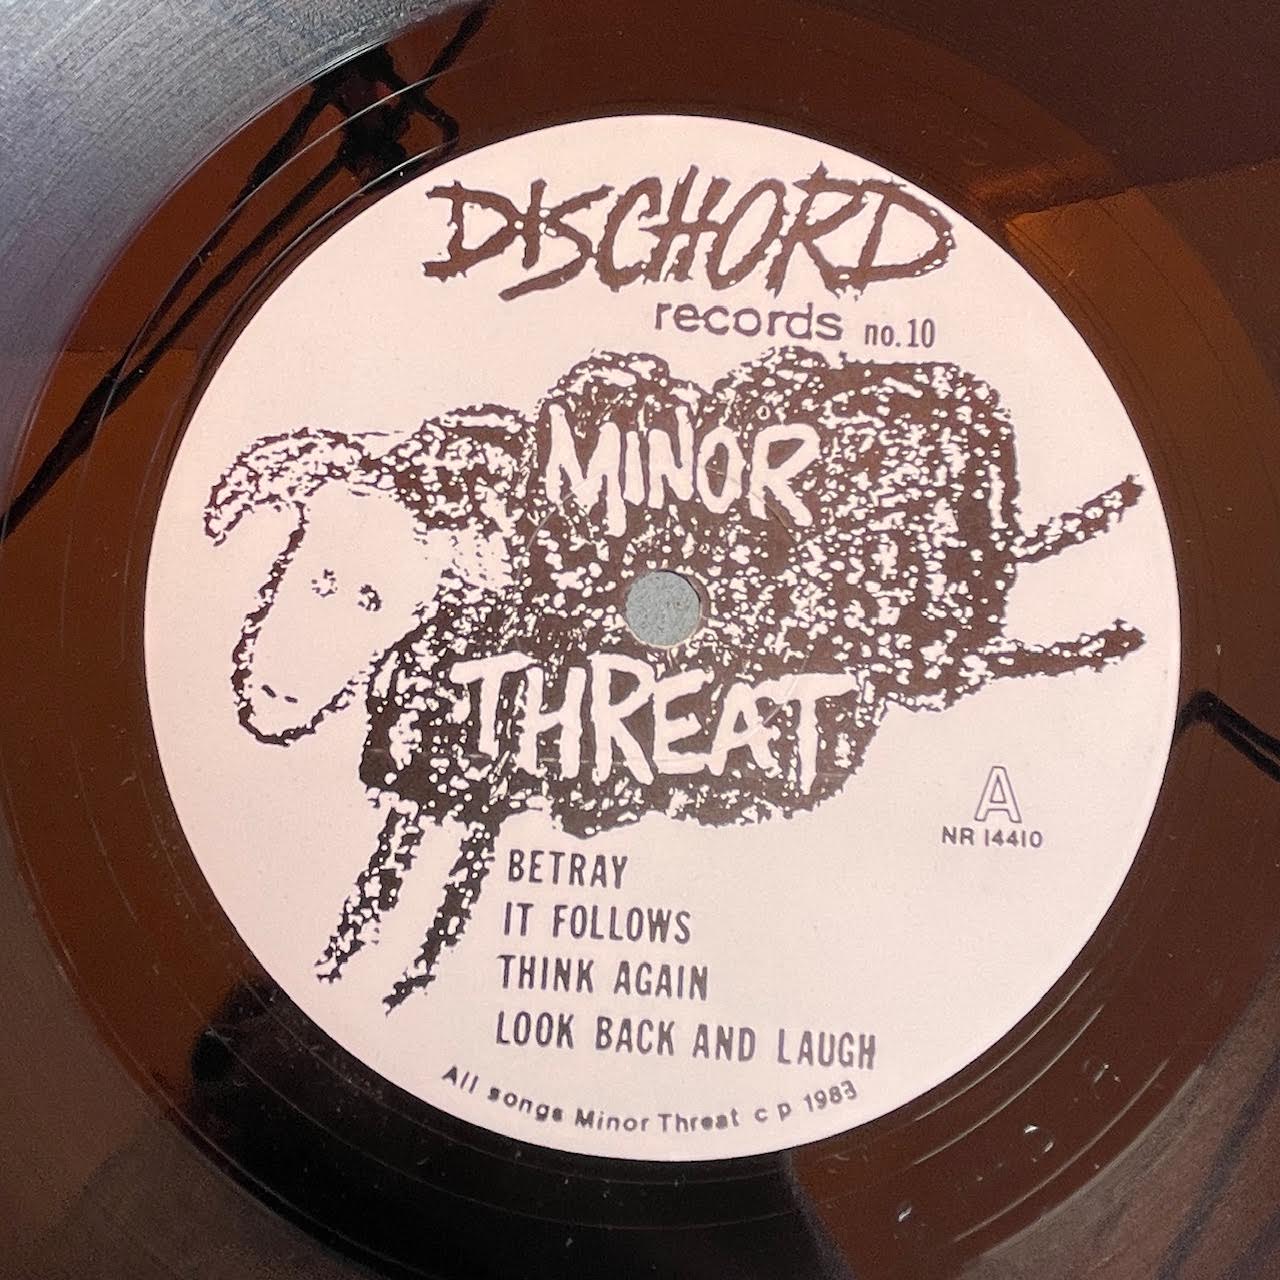 DISCHORD
records no.10
MINOR
THREAT
A
NR 14410
BETRAY
IT FOLLOWS
THINK AGAIN
LOOK BACK AND LAUGH
All songs Minor Threat c p 1983